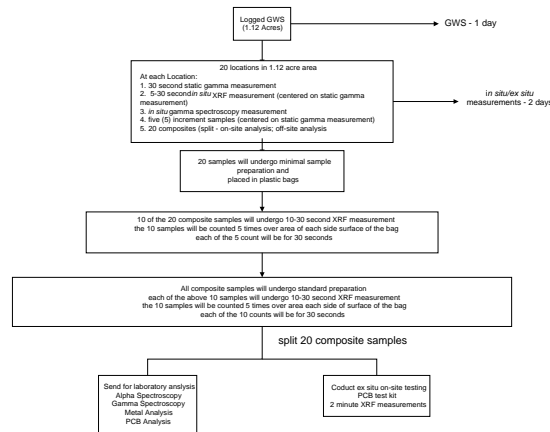 Logged GWS
(1.12 Acres)
GWS - 1 day
20 locations in 1.12 acre area
At each Location:
1. 30 second static gamma measurement
2. 5-30 second in situ XRF measurement (centered on static gamma
measurement)
3. in situ gamma spectroscopy measurement
4. five (5) increment samples (centered on static gamma measurement)
5. 20 composites (split - on-site analysis; off-site analysis
in situ/ex situ
measurements - 2 days
20 samples will undergo minimal sample
preparation and
placed in plastic bags
10 of the 20 composite samples will undergo 10-30 second XRF measurement
the 10 samples will be counted 5 times over area of each side surface of the bag
each of the 5 count will be for 30 seconds
All composite samples will undergo standard preparation
each of the above 10 samples will undergo 10-30 second XRF measurement
the 10 samples will be counted 5 times over area each side of surface of the bag
each of the 10 counts will be for 30 seconds
split 20 composite samples
Send for laboratory anslysis
Alpha Spectroscopy
Gamma Spectroscopy
Metal Analysis
PCB Analysis
Coduct ex situ on-site testing
PCB test kit
2 minute XRF measurements